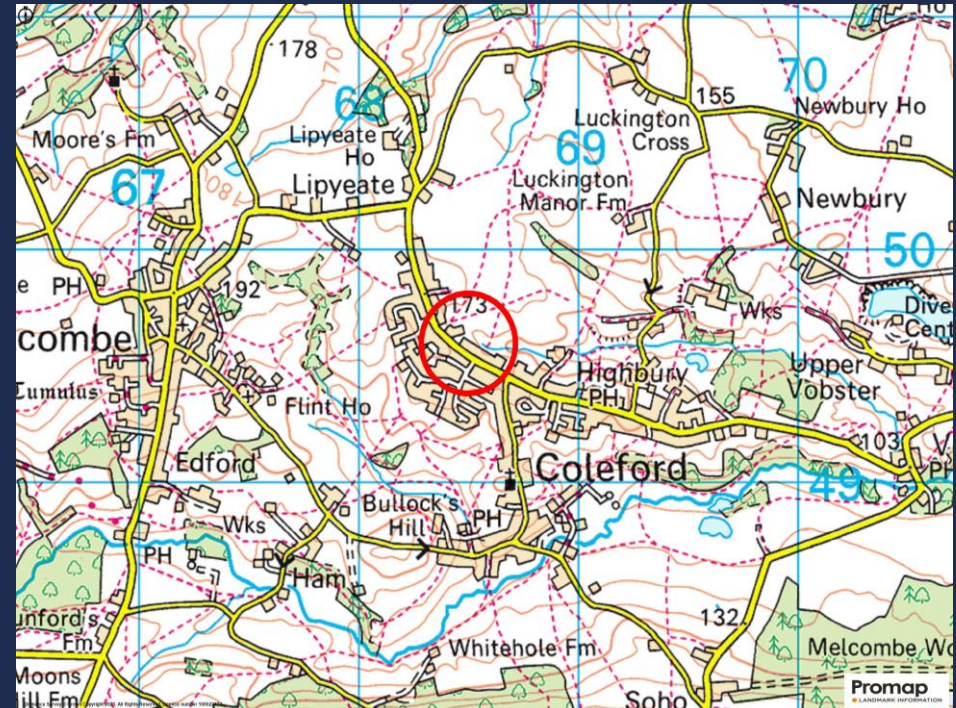 Ho
178
170
70
68
155
Newbury Ho
Luckington
Cross
Moore's Fm
Lipyeate
Ho
69
67
180
Lipyeate
Luckington
Manor Fm
Newbury
50
e PH
192
173
Wks
Dive
Cent
combe
Highbury
PH
Upper
Vobster
Tumulus
Flint Ho
103
V
PH
Edford
Coleford
49
Bullock's
Hill
PH
Wks
PH
Ham
unford's
Fm
132
Whitehole Fm
Melcombe Wo
Moons
ill Fm
Soho
Promap
LANDMARK INFORMATION